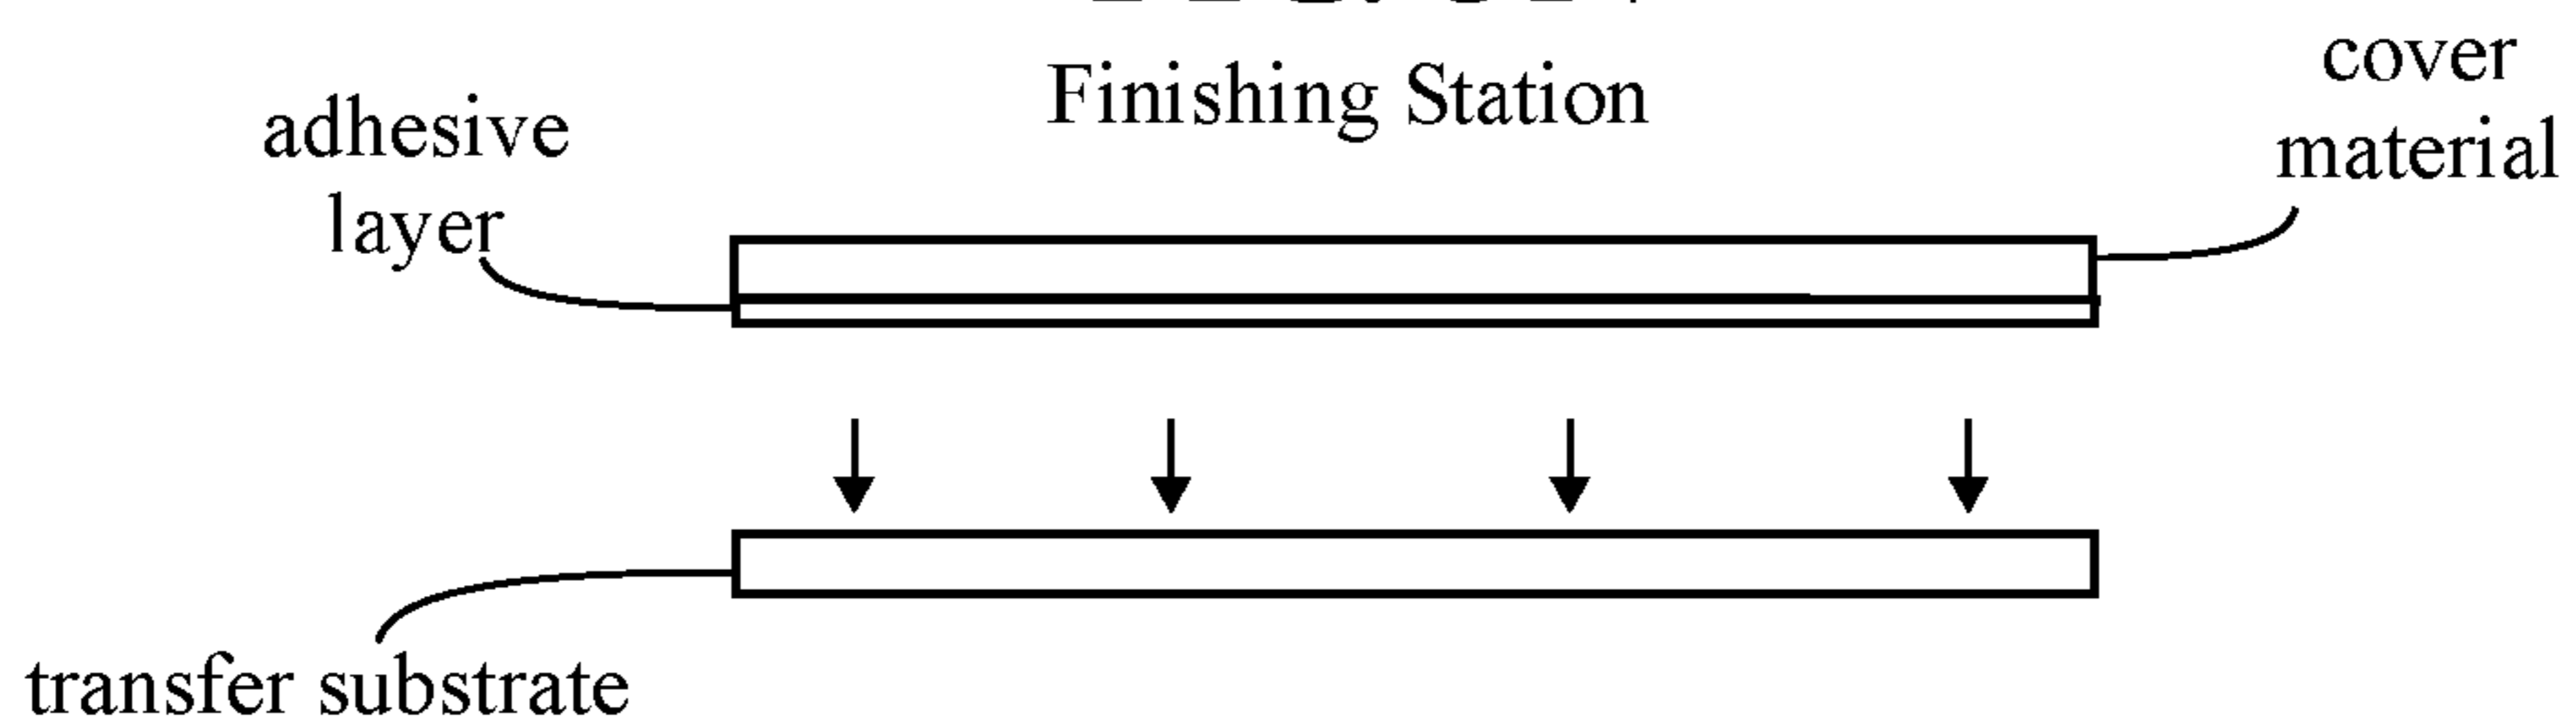 Finishing Station
adhesive
layer
cover
material
transfer substrate